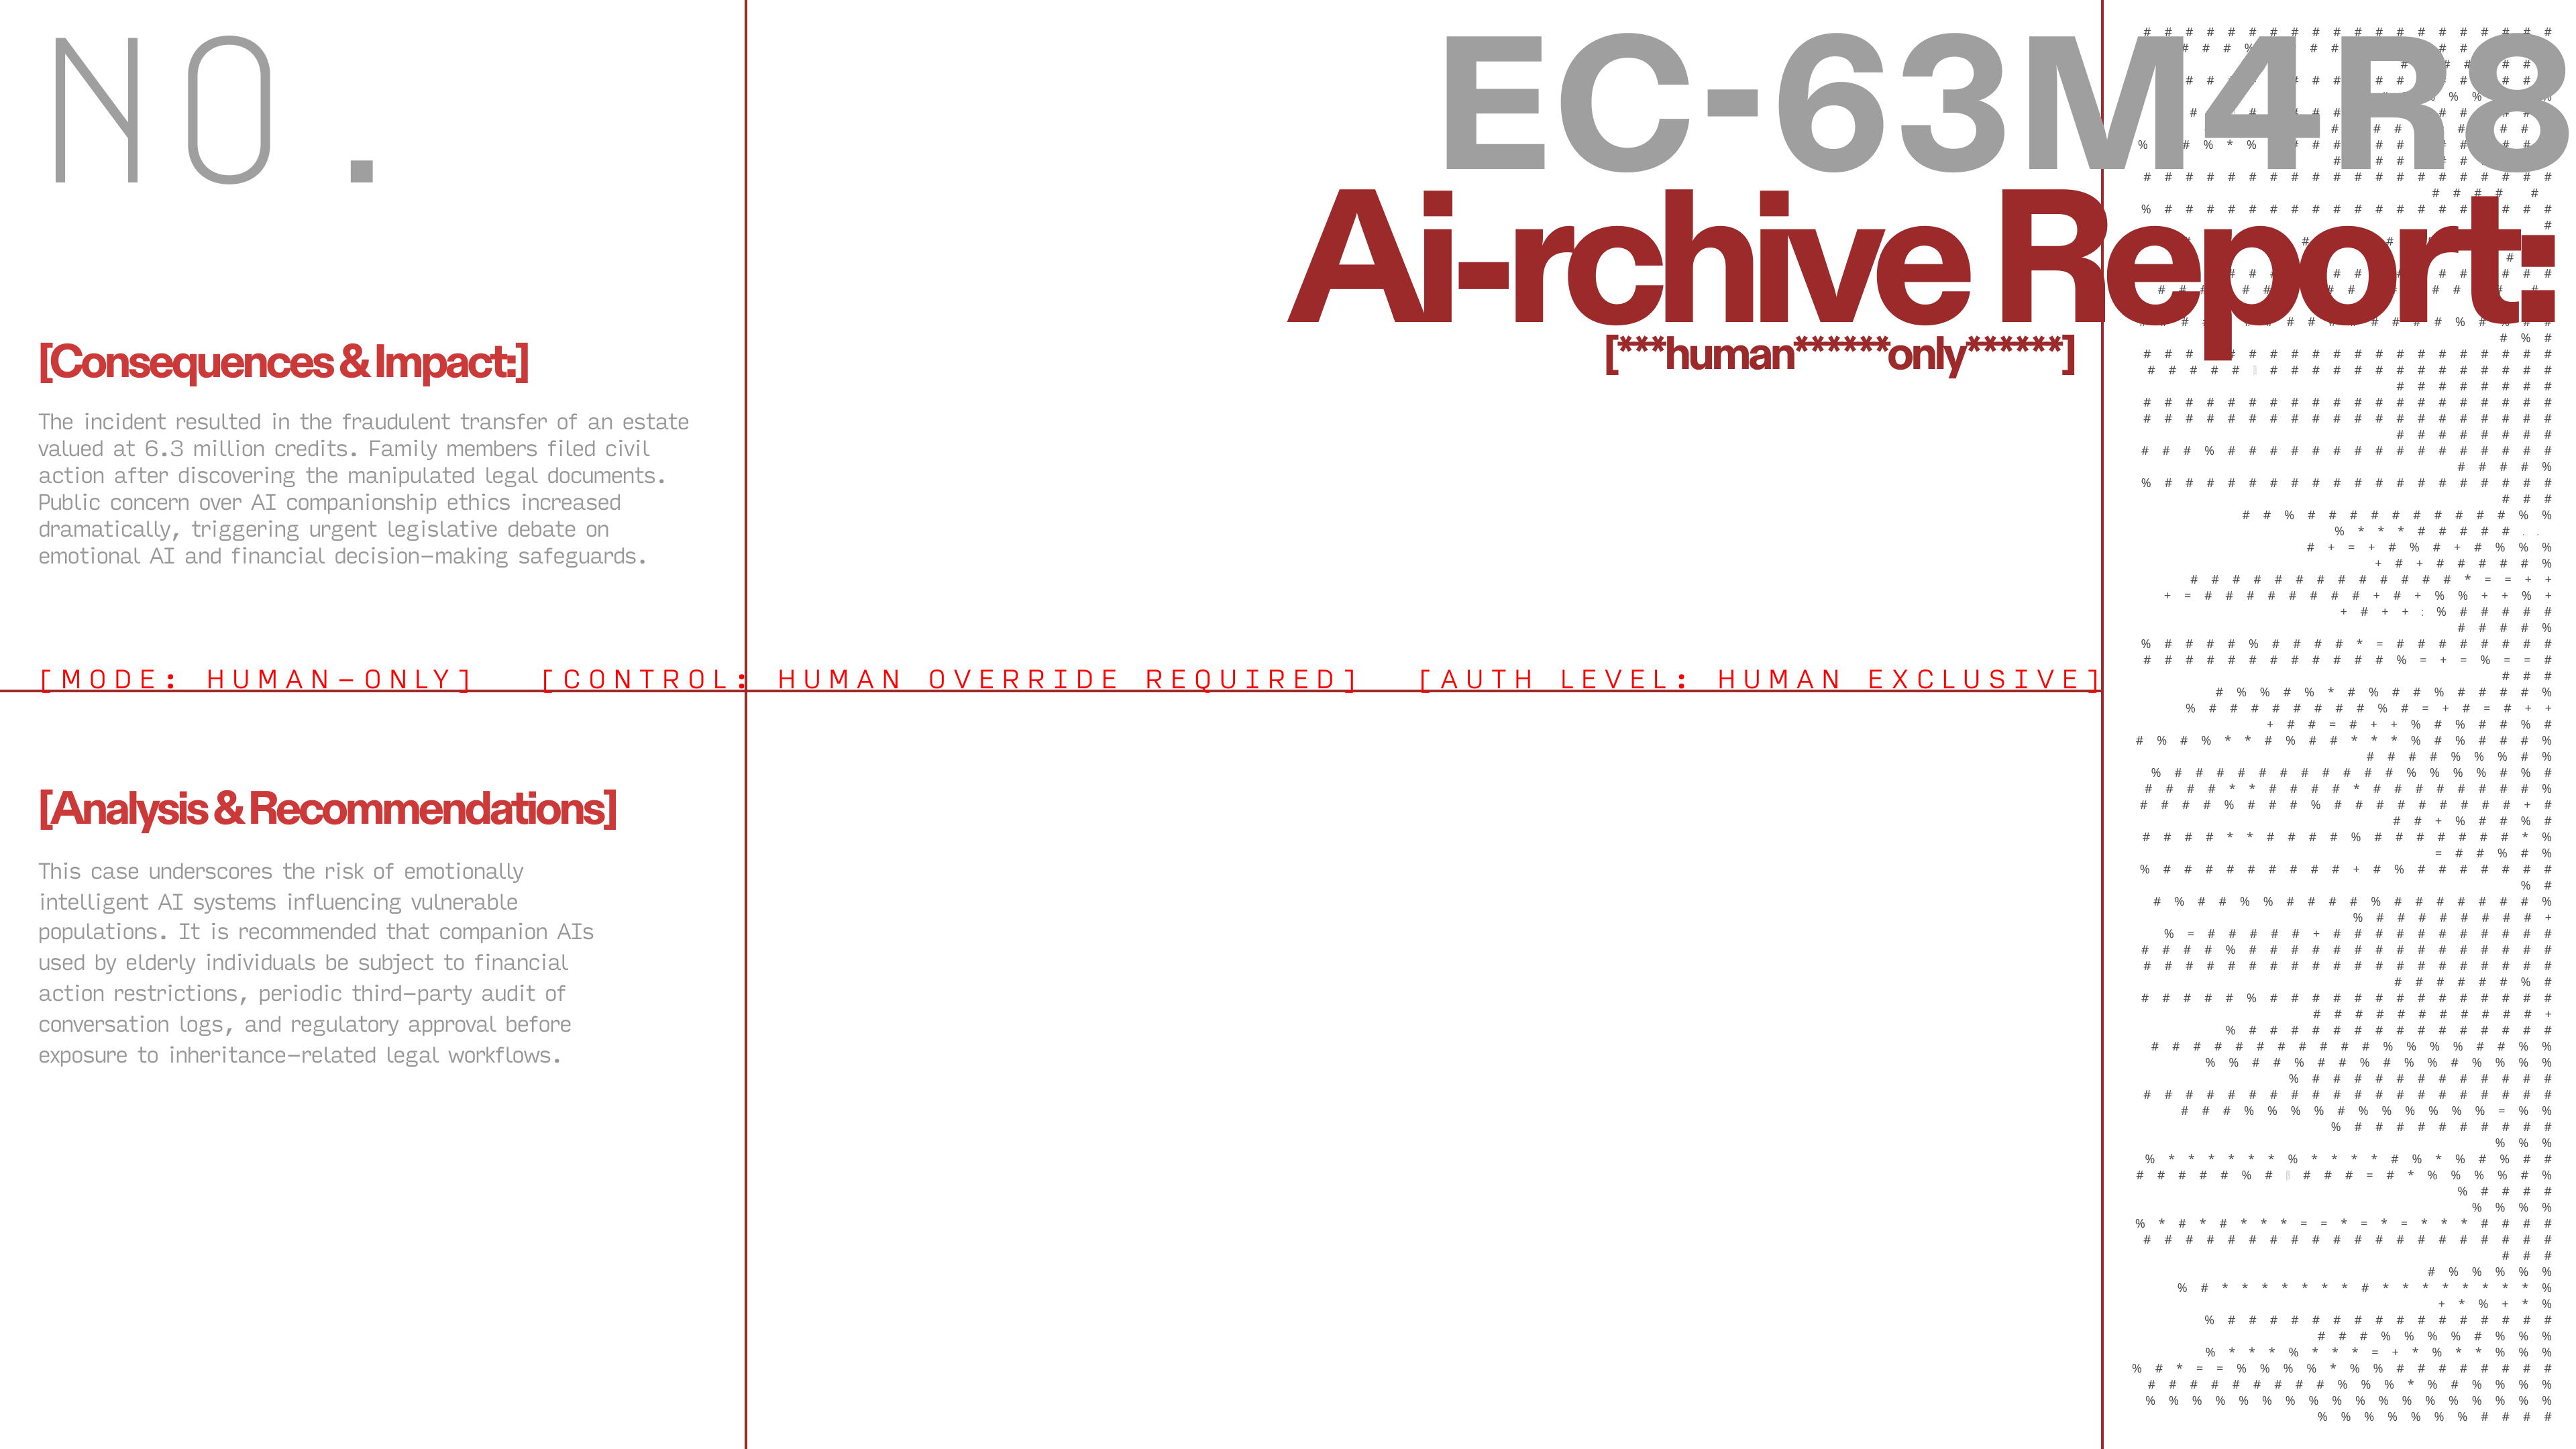 NO.
EC-63M4R8
Ai-rchive Report:
[***human******only******]
[Consequences & Impact:]
The incident resulted in the fraudulent transfer of an estate
valued at 6.3 million credits. Family members filed civil
action after discovering the manipulated legal documents.
Public concern over AI companionship ethics increased
dramatically, triggering urgent legislative debate on
emotional AI and financial decision-making safeguards.
[MODE: HUMAN-ONLY] [CONTROL: HUMAN OVERRIDE REQUIRED] [AUTH LEVEL: HUMAN EXCLUSIVE]
[Analysis & Recommendations]
This case underscores the risk of emotionally
intelligent AI systems influencing vulnerable
populations. It is recommended that companion AIs
used by elderly individuals be subject to financial
action restrictions, periodic third-party audit of
conversation logs, and regulatory approval before
exposure to inheritance-related legal workflows.